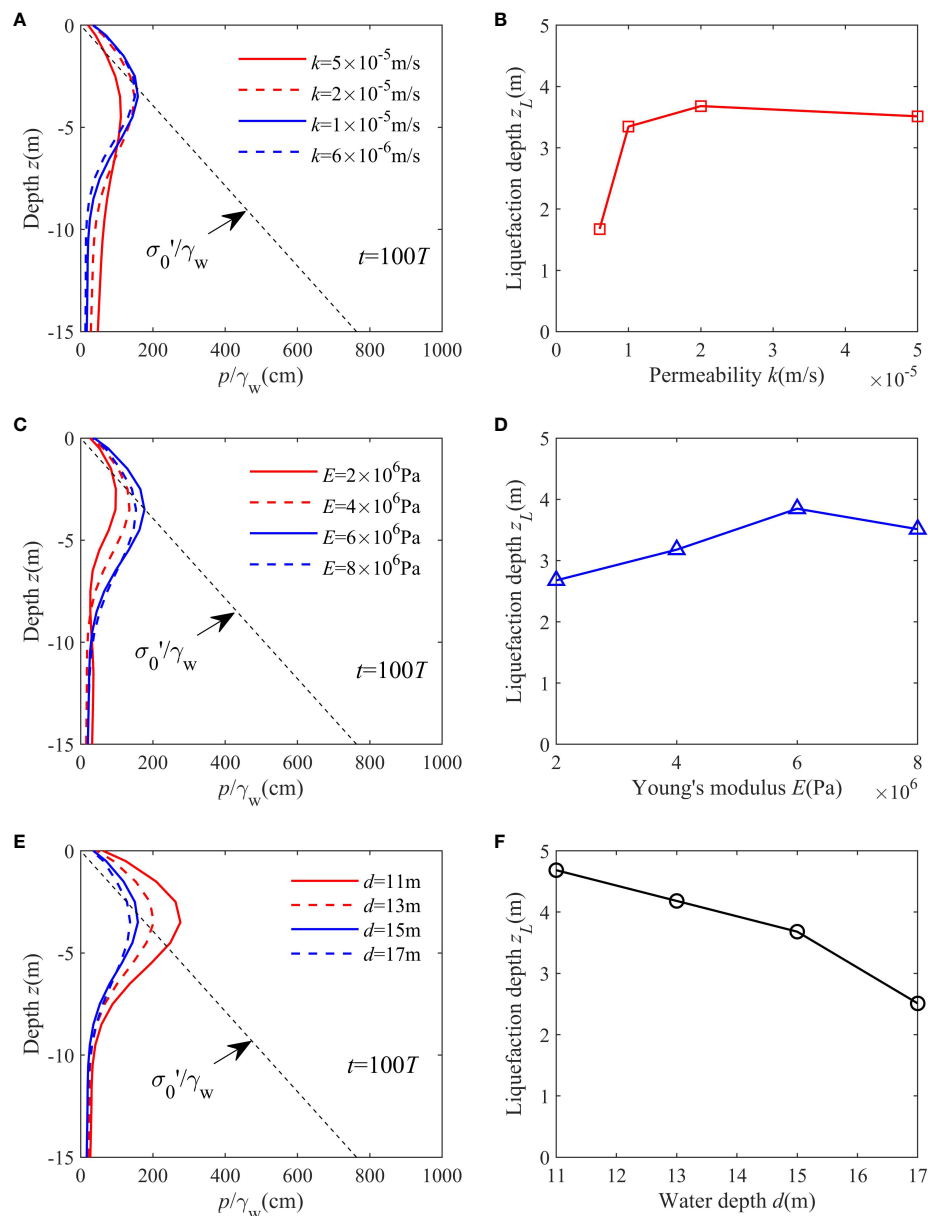 A
0
-5
-10
-15
Depth z(m)
0 200 400 600 800 1000
p/γw(cm)
k=5×10⁻⁵m/s
k=2×10⁻⁵m/s
k=1×10⁻⁵m/s
k=6×10⁻⁶m/s
σ₀'/γw
t=100T
B
5
4
3
2
1
0
Liquefaction depth zL(m)
0 1 2 3 4 5
Permeability k(m/s)
×10⁻⁵
C
0
-5
-10
-15
Depth z(m)
0 200 400 600 800 1000
p/γw(cm)
E=2×10⁶Pa
E=4×10⁶Pa
E=6×10⁶Pa
E=8×10⁶Pa
σ₀'/γw
t=100T
D
5
4
3
2
1
0
Liquefaction depth zL(m)
2 4 6 8
Young's modulus E(Pa)
×10⁶
E
0
-5
-10
-15
Depth z(m)
0 200 400 600 800 1000
p/γw(cm)
d=11m
d=13m
d=15m
d=17m
σ₀'/γw
t=100T
F
5
4
3
2
1
0
Liquefaction depth zL(m)
11 12 13 14 15 16 17
Water depth d(m)